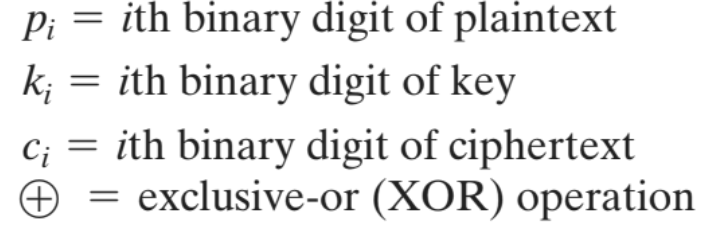 pᵢ = ith binary digit of plaintext
kᵢ = ith binary digit of key
cᵢ = ith binary digit of ciphertext
⊕ = exclusive-or (XOR) operation